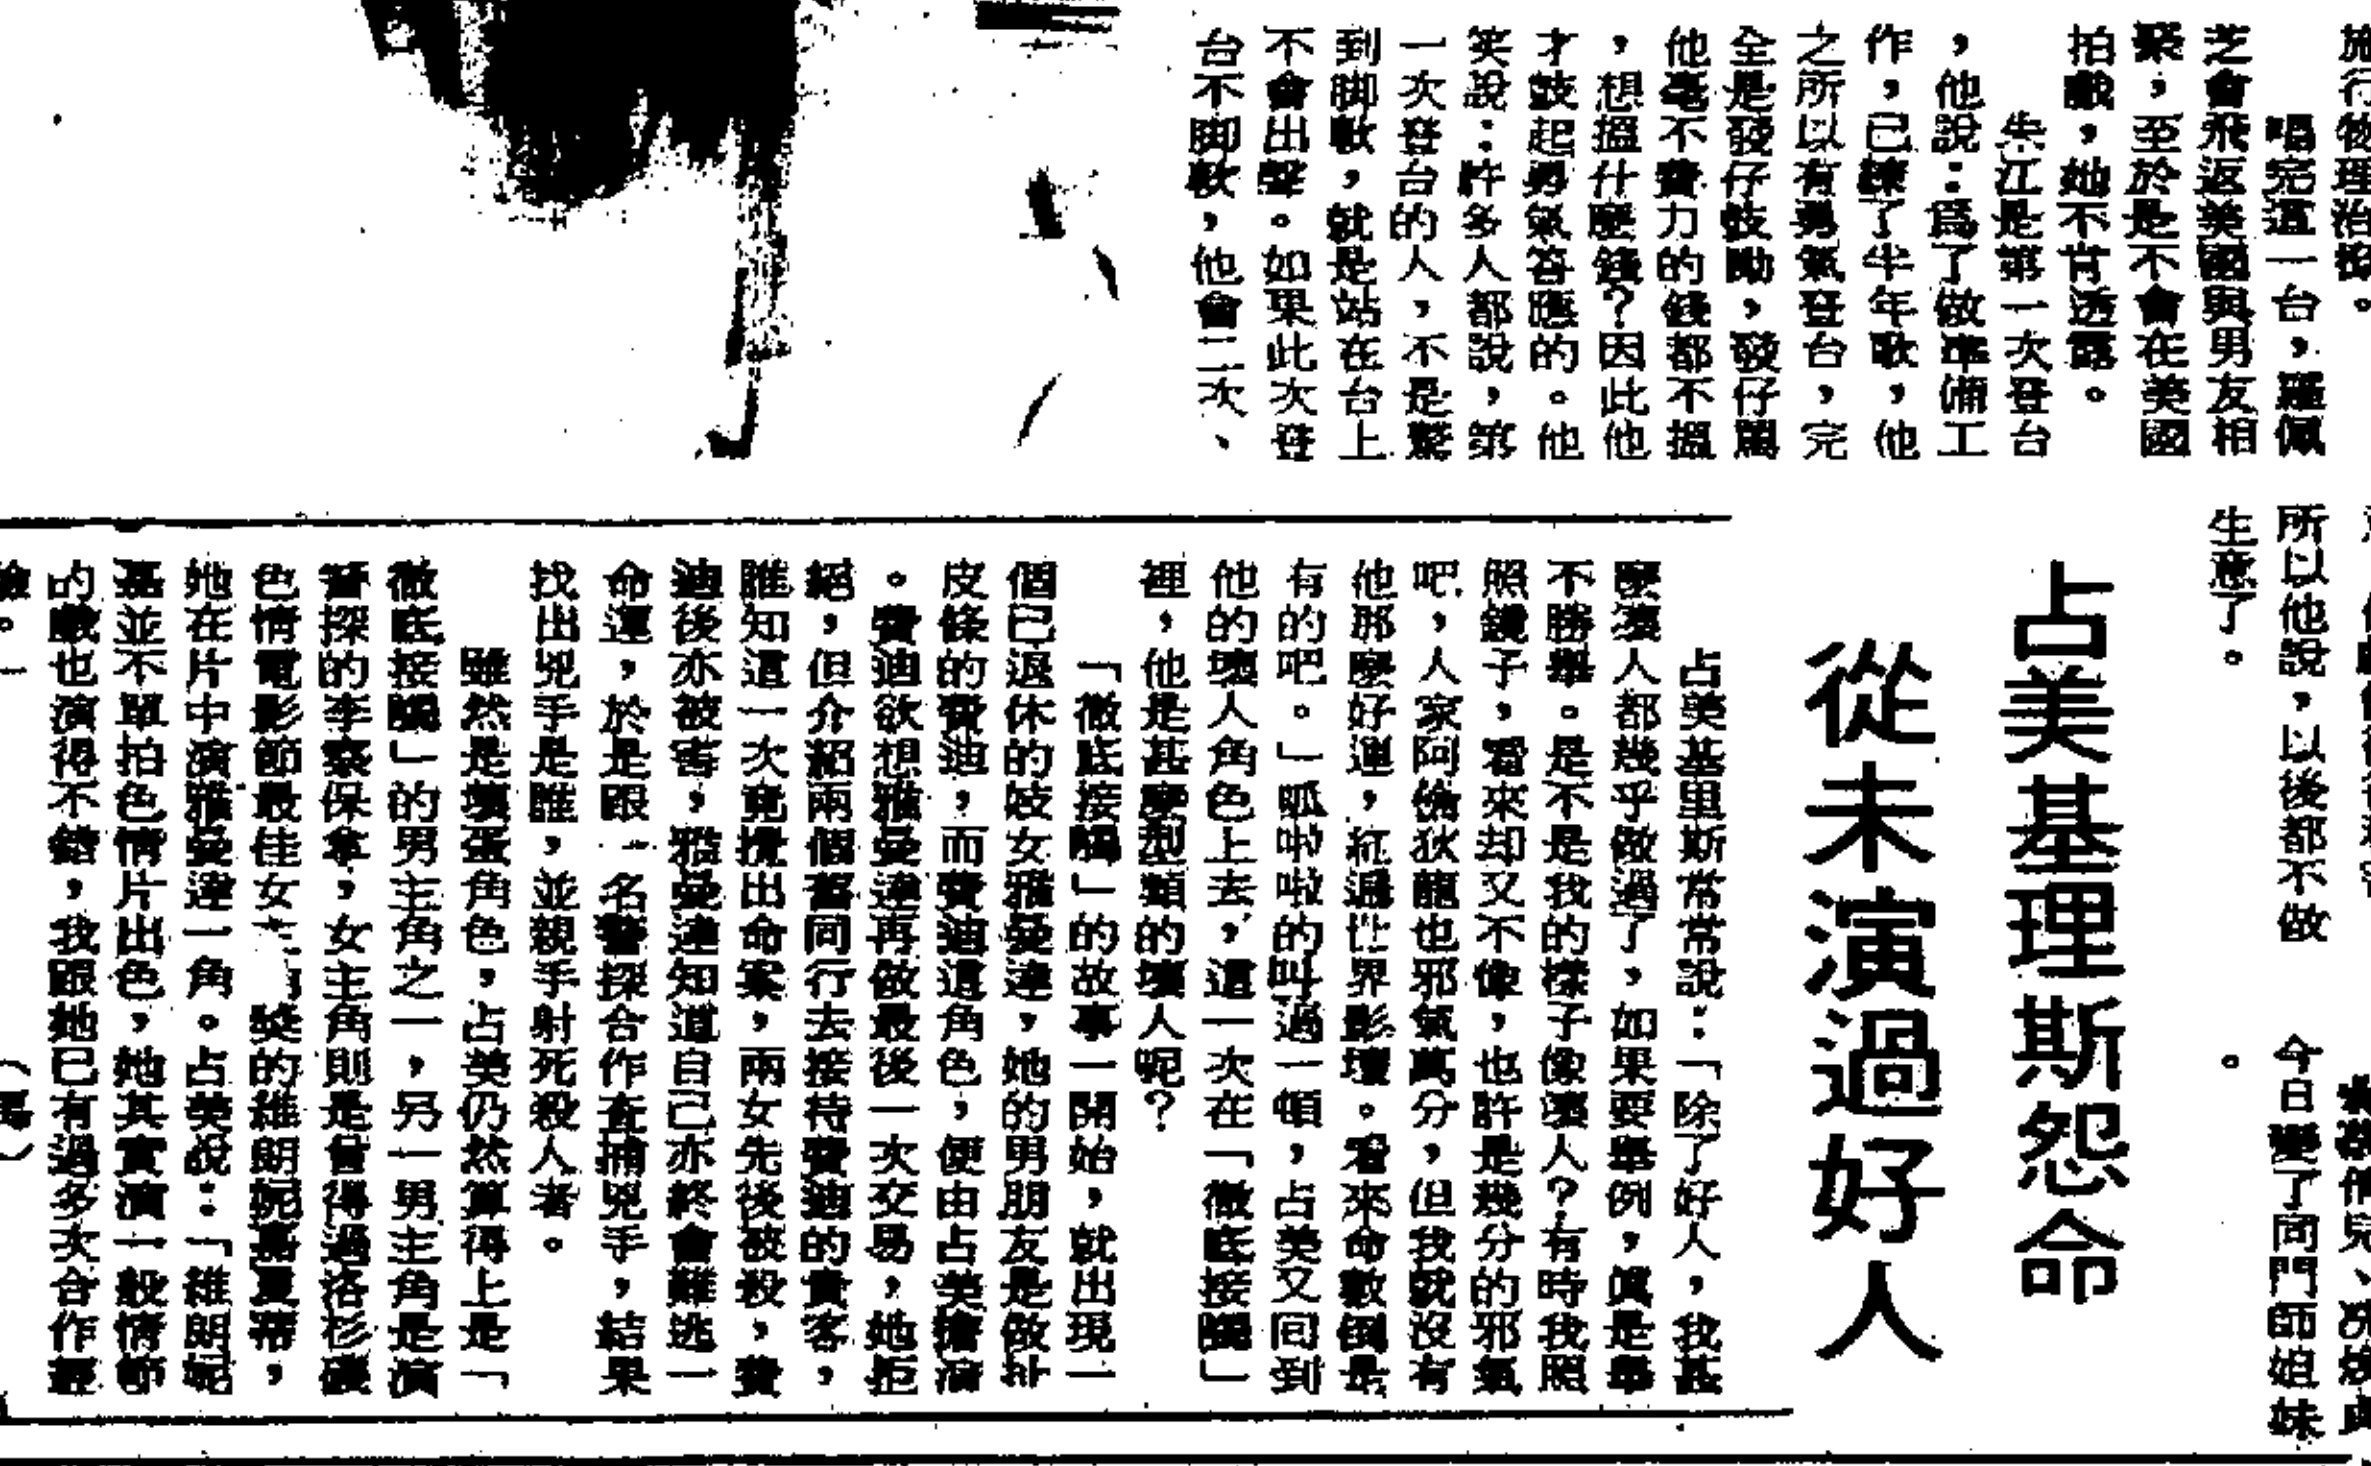 施行物理治療。
唱完這一台，羅佩
芝會飛返美國與男友相
聚，至於是不會在美國
拍戲，她不肯透露。
朱江是第一次登台
，他說：爲了做準備工
作，已練了半年歌，他
之所以有勇氣登台，完
全是發仔鼓勵，發仔罵
他毫不費力的錢都不搵
，想搵什麼錢？因此他
才鼓起勇氣答應的。他
笑說：許多人都說，第
一次登台的人，不是驚
到脚軟，就是站在台上
不會出聲。如果此次登
台不脚軟，他會二次、
所以他說，以後都不做
生意了。
今日變了同門師姐妹
。
占美基理斯怨命
從未演過好人
占美基里斯常常說：「除了好人，我甚
麼壞人都幾乎做過了，如果要舉例，眞是舉
不勝舉。是不是我的樣子像壞人？有時我照
照鏡子，看來却又不像，也許是幾分的邪氣
吧，人家阿倫狄龍也邪氣萬分，但我就沒有
他那麼好運，紅遍世界影壇。看來命數倒是
有的吧。」呱啦啦的叫過一頓，占美又回到
他的壞人角色上去，這一次在「徹底接觸」
裡，他是甚麼型類的壞人呢？
「徹底接觸」的故事一開始，就出現一
個已退休的妓女雅曼達，她的男朋友是做扯
皮條的費迪，而費迪這角色，便由占美擔演
。費迪欲想雅曼達再做最後一次交易，她拒
絕，但介紹兩個舊同行去接待費迪的貴客，
誰知這一次竟攪出命案，兩女先後被殺，費
迪後亦被害，雅曼達知道自己亦終會難逃一
命運，於是跟一名警探合作查捕兇手，結果
找出兇手是誰，並親手射死殺人者。
雖然是壞蛋角色，占美仍然算得上是「
徹底接觸」的男主角之一，另一男主角是演
警探的李察保拿，女主角則是曾得過洛杉磯
色情電影節最佳女　　獎的維朗妮嘉夏蒂，
她在片中演雅曼達一角。占美說：「維朗妮
嘉並不單拍色情片出色，她其實演一般情節
的戲也演得不錯，我跟她已有過多次合作經
驗。」